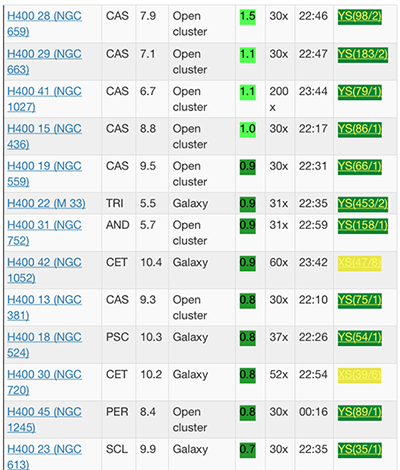 H400 28 (NGC CAS 7.9 Open 1.5 30x 22:46 YS(98/2)
659) cluster
H400 29 (NGC CAS 7.1 Open 1.1 30x 22:47 YS(183/2)
663) cluster
H400 41 (NGC CAS 6.7 Open 1.1 200 23:44 YS(79/1)
1027) cluster x
H400 15 (NGC CAS 8.8 Open 1.0 30x 22:17 YS(86/1)
436) cluster
H400 19 (NGC CAS 9.5 Open 0.9 30x 22:31 YS(66/1)
559) cluster
H400 22 (M 33) TRI 5.5 Galaxy 0.9 31x 22:35 YS(453/2)
H400 31 (NGC AND 5.7 Open 0.9 31x 22:59 YS(158/1)
752) cluster
H400 42 (NGC CET 10.4 Galaxy 0.9 60x 23:42
1052)
H400 13 (NGC CAS 9.3 Open 0.8 30x 22:10 YS(75/1)
381) cluster
H400 18 (NGC PSC 10.3 Galaxy 0.8 37x 22:26 YS(54/1)
524)
H400 30 (NGC CET 10.2 Galaxy 0.8 52x 22:54
720)
H400 45 (NGC PER 8.4 Open 0.8 30x 00:16 YS(89/1)
1245) cluster
H400 23 (NGC SCL 9.9 Galaxy 0.7 30x 22:35 YS(35/1)
613)